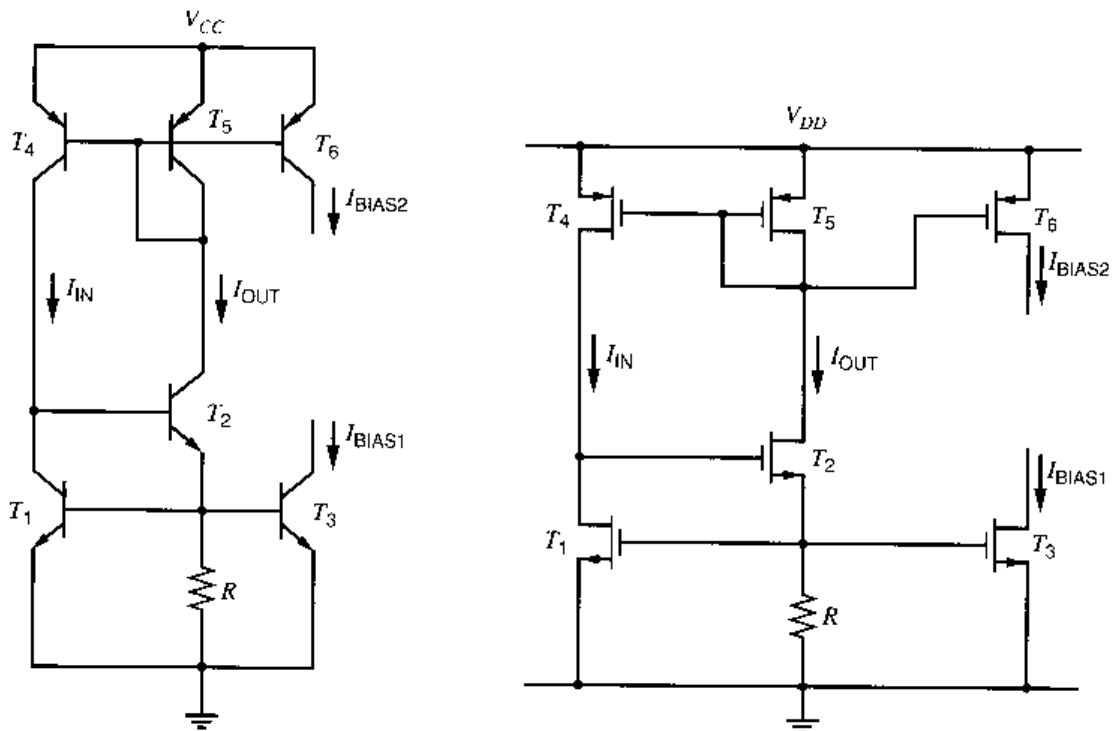 V_CC
T_4
T_5
T_6
I_BIAS2
I_IN
I_OUT
T_2
I_BIAS1
T_1
T_3
R
V_DD
T_4
T_5
T_6
I_BIAS2
I_IN
I_OUT
T_2
I_BIAS1
T_1
T_3
R